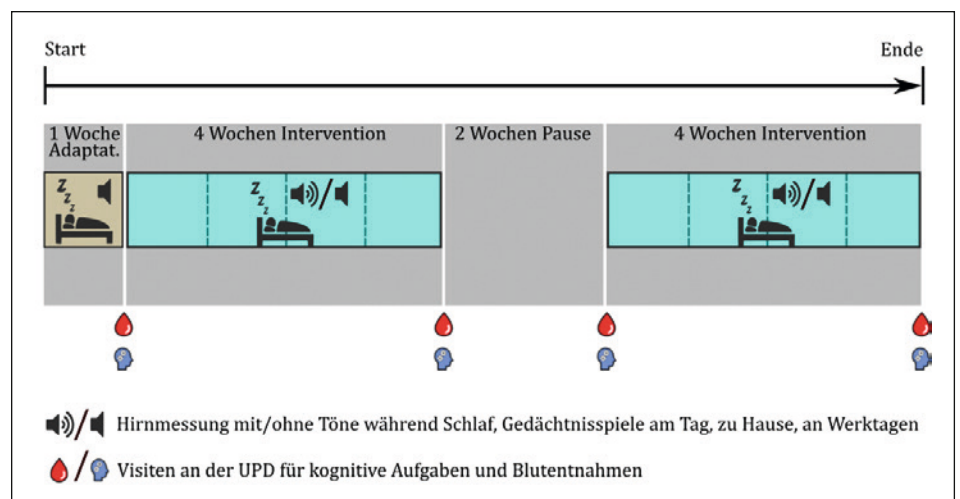 Start
Ende
1 Woche
Adaptat.
4 Wochen Intervention
2 Wochen Pause
4 Wochen Intervention
z z z z
z z z z
z z z z
Hirnmessung mit/ohne Töne während Schlaf, Gedächtnisspiele am Tag, zu Hause, an Werktagen
Visiten an der UPD für kognitive Aufgaben und Blutentnahmen